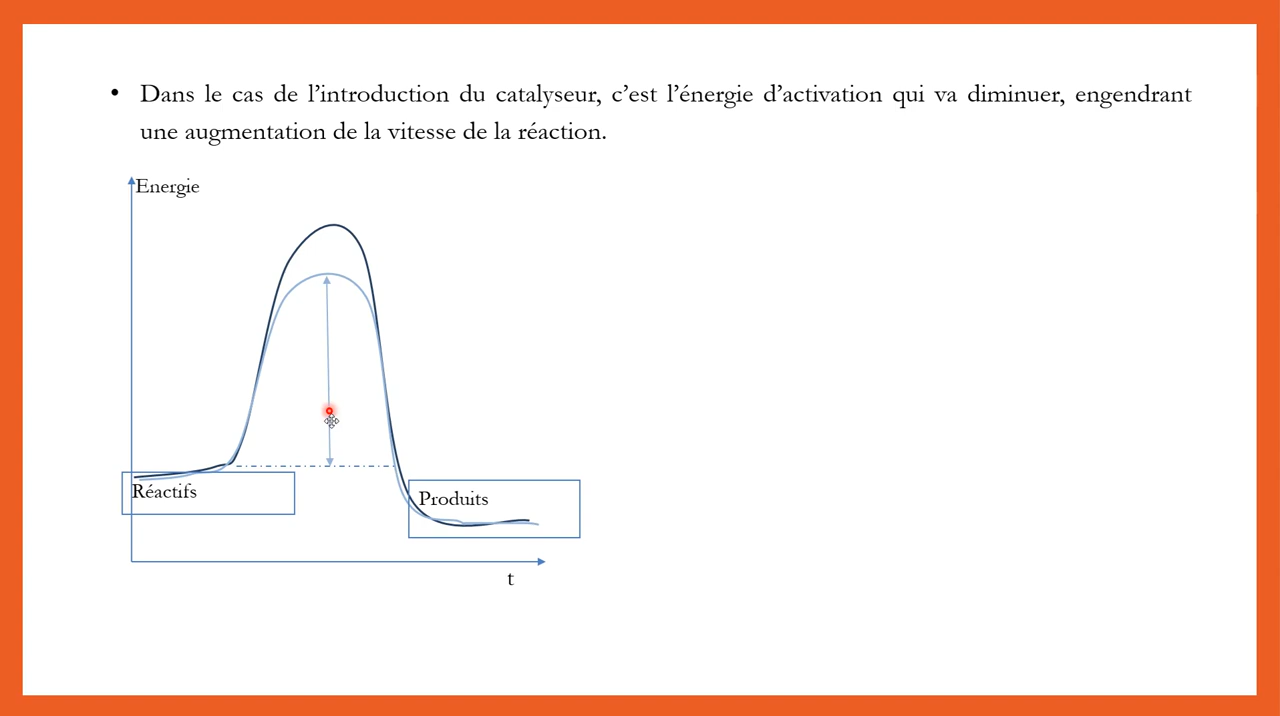 • Dans le cas de l’introduction du catalyseur, c’est l’énergie d’activation qui va diminuer, engendrant
une augmentation de la vitesse de la réaction.
Energie
Réactifs
Produits
t